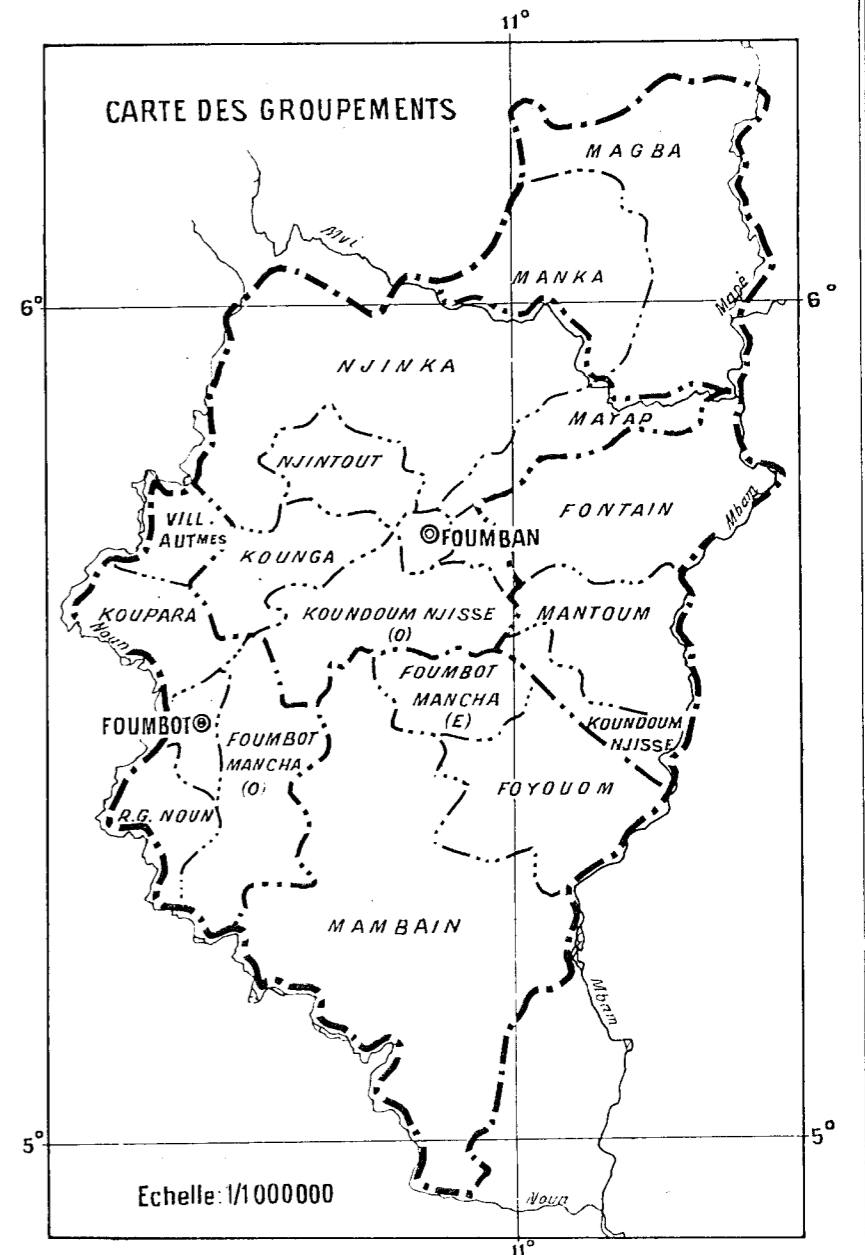 11°
CARTE DES GROUPEMENTS
MAGBA
Mvi
MANKA
6°
6°
Mapé
NJINKA
MAYAP
NJINTOUT
FONTAIN
Mbam
VILL.
AUTMES
FOUMBAN
KOUNGA
KOUPARA
KOUNDOUM NJISSE
(O)
MANTOUM
Noun
FOUMBOT
MANCHA
(E)
FOUMBOT
KOUNDOUM
NJISSE
FOUMBOT
MANCHA
(O)
FOYOUOM
R.G. NOUN
MAMBAIN
Mbam
5°
5°
Echelle: 1/1000000
Noun
11°